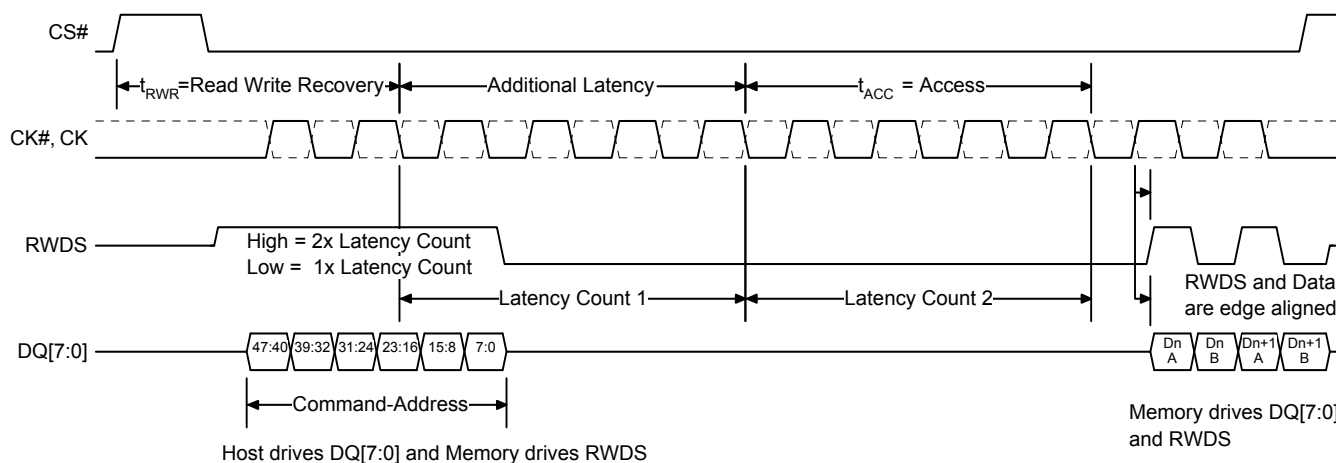 CS#
t_RWR=Read Write Recovery
Additional Latency
t_ACC = Access
CK#, CK
RWDS
High = 2x Latency Count
Low = 1x Latency Count
RWDS and Data
are edge aligned
Latency Count 1
Latency Count 2
DQ[7:0]
47:40 39:32 31:24 23:16 15:8 7:0
Dn A
Dn B
Dn+1 A
Dn+1 B
Command-Address
Memory drives DQ[7:0]
and RWDS
Host drives DQ[7:0] and Memory drives RWDS